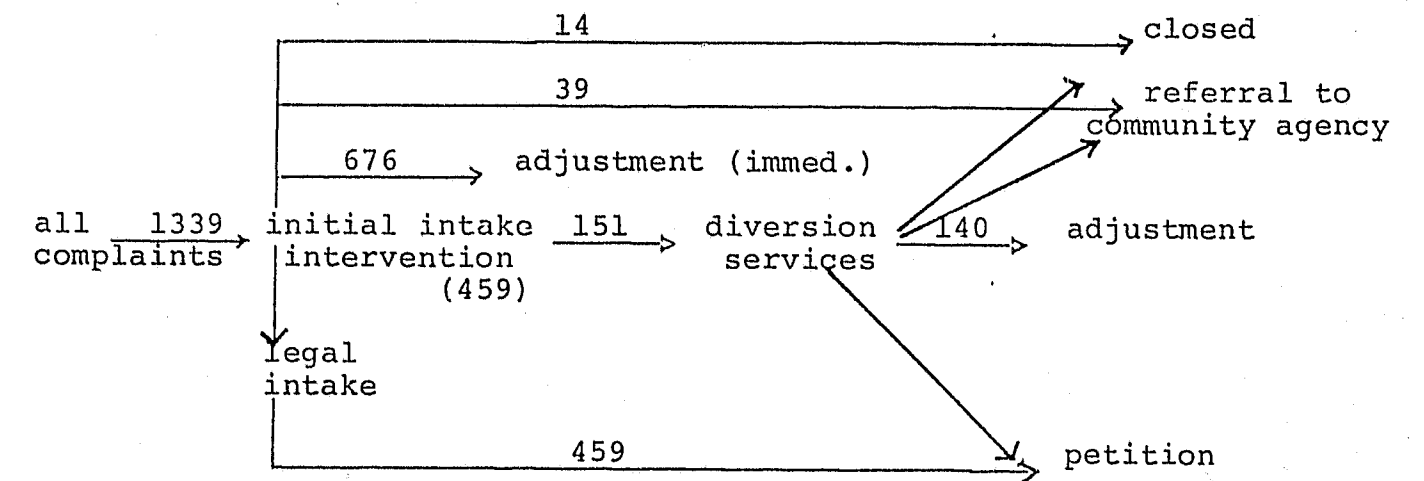 14
closed
39
referral to
community agency
676
adjustment (immed.)
all
complaints
1339
initial intake
intervention
(459)
151
diversion
services
140
adjustment
legal
intake
459
petition